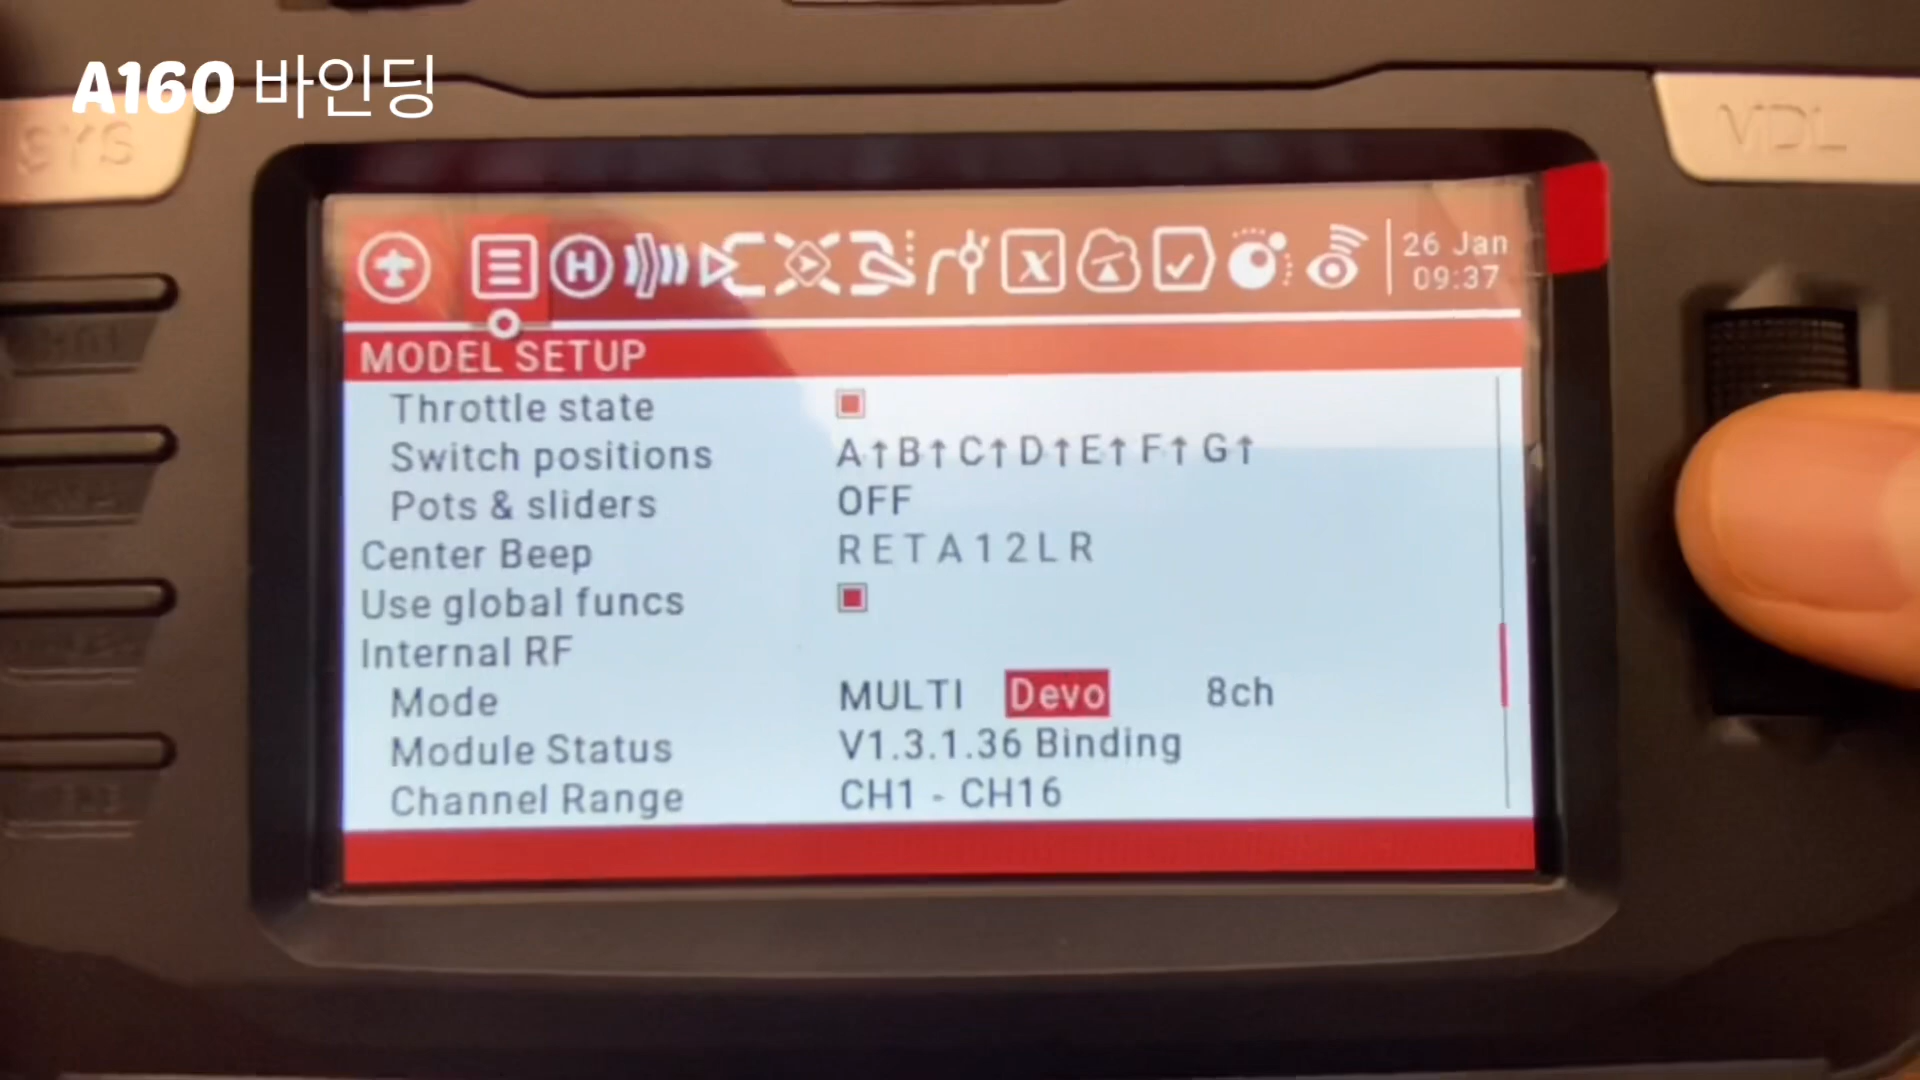 A160 바인딩
SYS
VDL
26 Jan
09:37
MODEL SETUP
Throttle state
Switch positions A↑B↑C↑D↑E↑F↑G↑
Pots & sliders OFF
Center Beep RETA12LR
Use global funcs
Internal RF
Mode MULTI Devo 8ch
Module Status V1.3.1.36 Binding
Channel Range CH1 - CH16